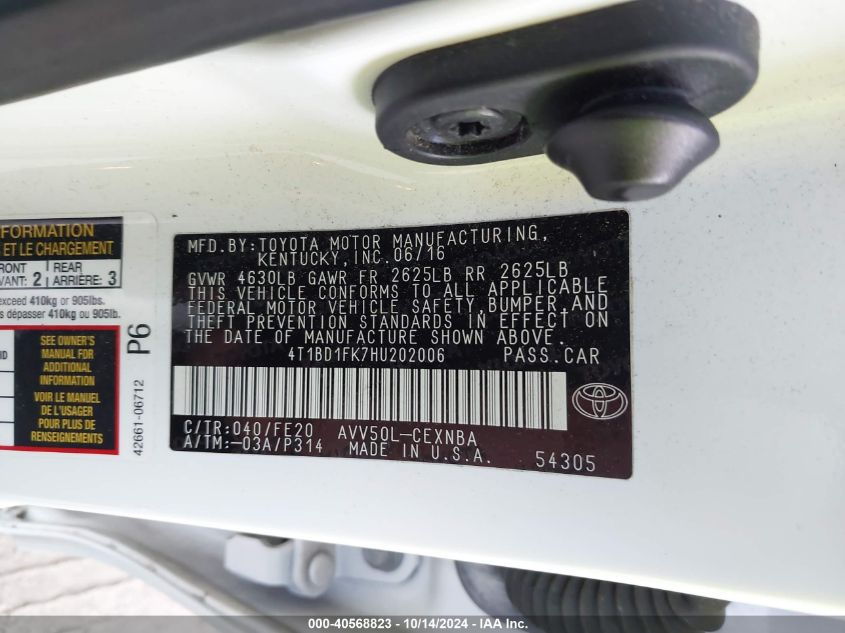 FORMATION
ET LE CHARGEMENT
FRONT
VANT: 2
REAR
ARRIÈRE: 3
exceed 410kg or 905lbs.
s dépasser 410kg ou 905lb.
SEE OWNER'S
MANUAL FOR
ADDITIONAL
INFORMATION
VOIR LE MANUEL
DE L'USAGER
POUR PLUS DE
RENSEIGNEMENTS
P6
42661-06712
MFD.BY:TOYOTA MOTOR MANUFACTURING,
KENTUCKY,INC.06/16
GVWR 4630LB GAWR FR 2625LB RR 2625LB
THIS VEHICLE CONFORMS TO ALL APPLICABLE
FEDERAL MOTOR VEHICLE SAFETY,BUMPER,AND
THEFT PREVENTION STANDARDS IN EFFECT ON
THE DATE OF MANUFACTURE SHOWN ABOVE.
4T1BD1FK7HU202006 PASS.CAR
C/TR:040/FE20 AVV50L-CEXNBA
A/TM:-03A/P314 MADE IN U.S.A. 54305
000-40568823 - 10/14/2024 - IAA Inc.